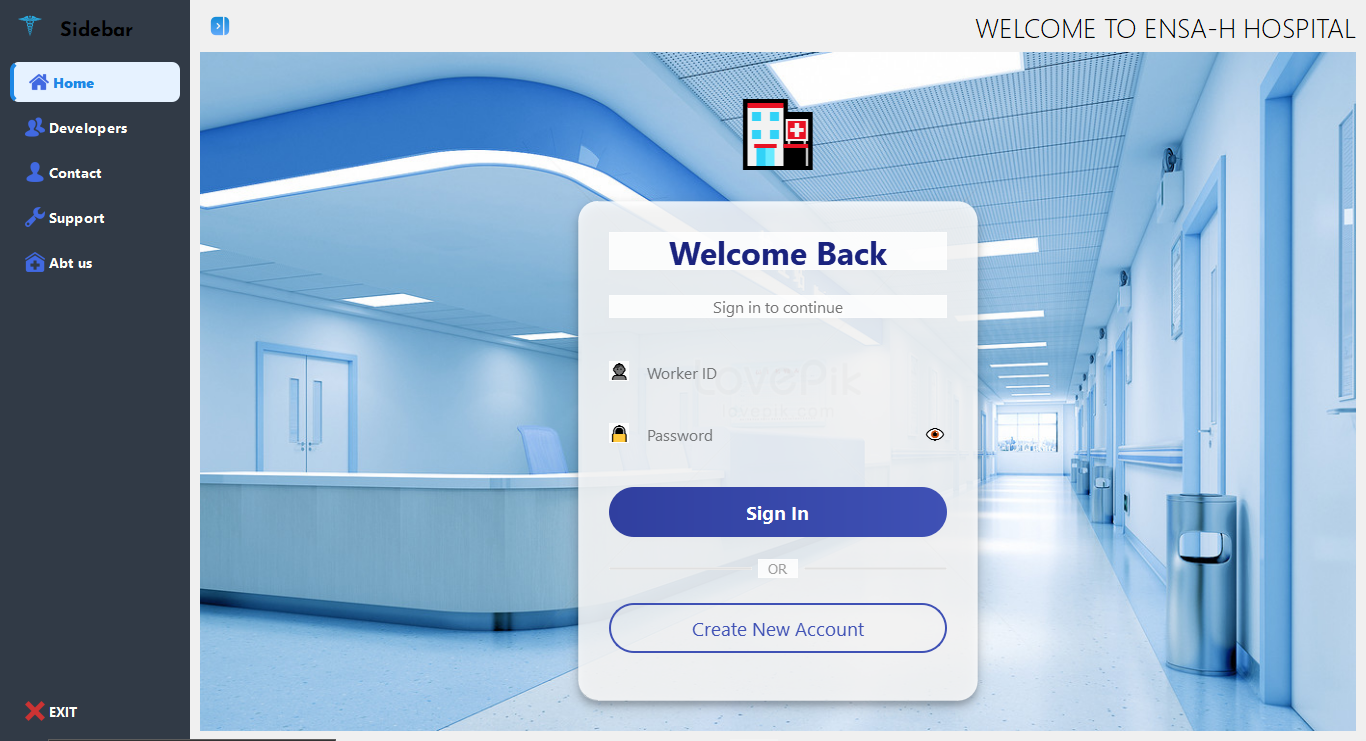 Sidebar
Home
Developers
Contact
Support
Abt us
EXIT
WELCOME TO ENSA-H HOSPITAL
Welcome Back
Sign in to continue
Worker ID
LovePik
lovepik.com
Password
Sign In
OR
Create New Account